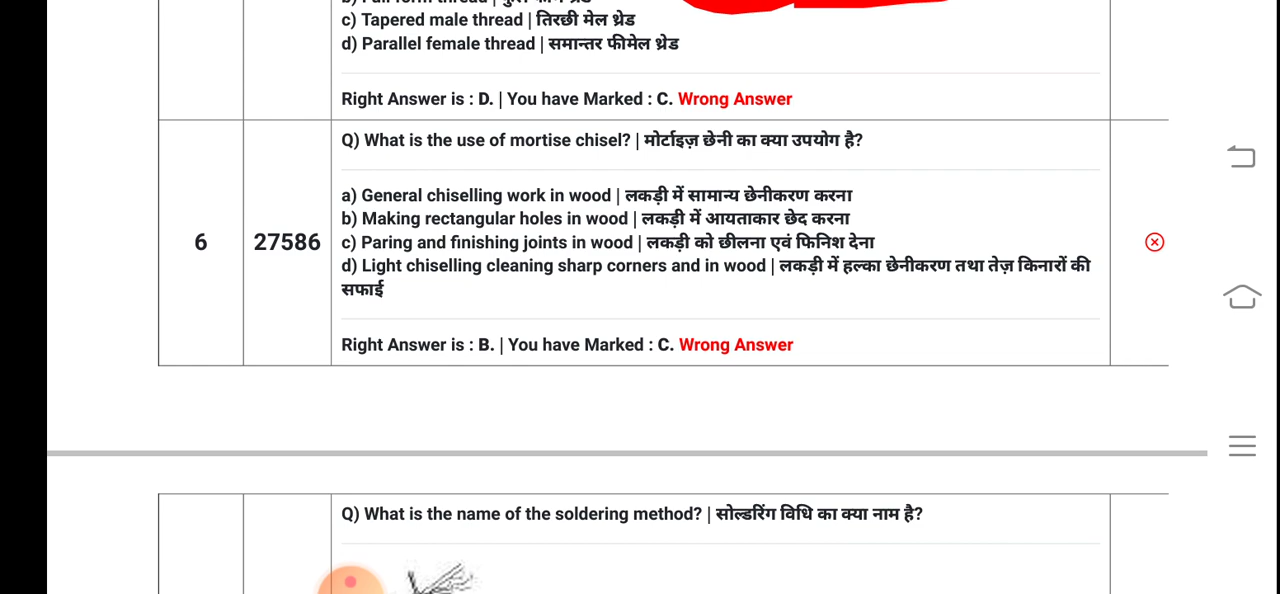 c) Tapered male thread | तिरछी मेल थ्रेड
d) Parallel female thread | समान्तर फीमेल थ्रेड
Right Answer is : D. | You have Marked : C. Wrong Answer
6
27586
Q) What is the use of mortise chisel? | मोर्टाइज़ छेनी का क्या उपयोग है?
a) General chiselling work in wood | लकड़ी में सामान्य छेनीकरण करना
b) Making rectangular holes in wood | लकड़ी में आयताकार छेद करना
c) Paring and finishing joints in wood | लकड़ी को छीलना एवं फिनिश देना
d) Light chiselling cleaning sharp corners and in wood | लकड़ी में हल्का छेनीकरण तथा तेज़ किनारों की
सफाई
Right Answer is : B. | You have Marked : C. Wrong Answer
Q) What is the name of the soldering method? | सोल्डरिंग विधि का क्या नाम है?